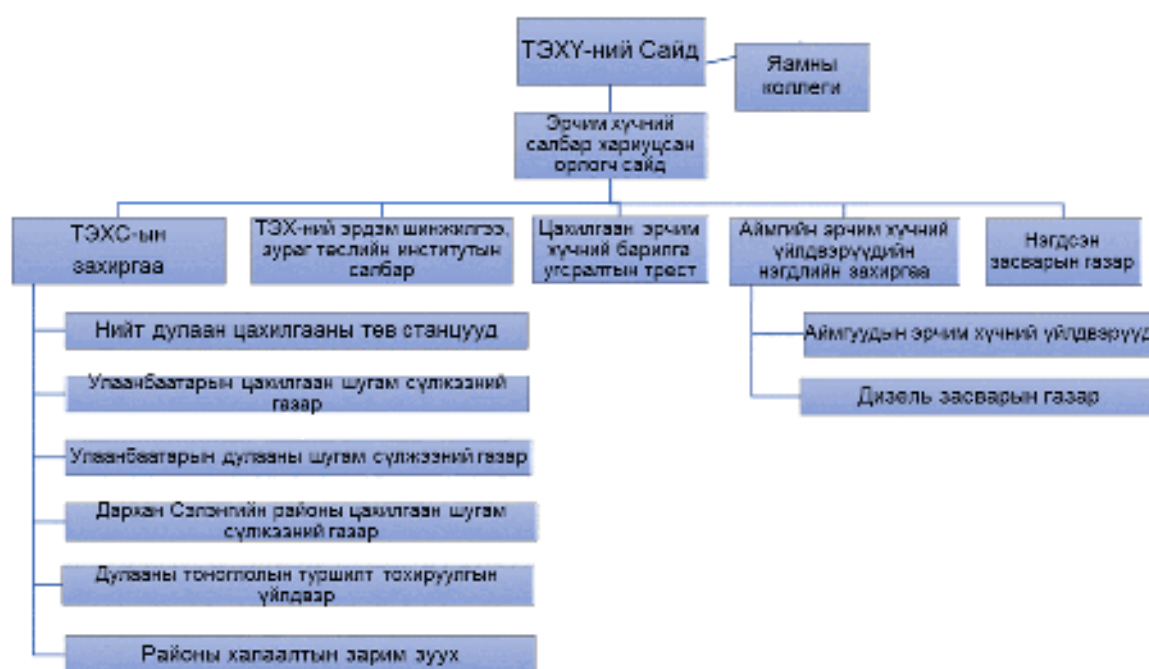 ТЭХҮ-ний Сайд
Яамны
коллеги
Эрчим хүчний
салбар хариуцсан
орлогч сайд
ТЭХС-ын
захиргаа
ТЭХ-ний эрдэм шинжилгээ,
зураг төслийн институтын
салбар
Цахилгаан эрчим
хүчний барилга
угсралтын трест
Аймгийн эрчим хүчний
үйлдвэрүүдийн
нэгдлийн захиргаа
Нэгдсэн
засварын газар
Нийт дулаан цахилгааны төв станцууд
Улаанбаатарын цахилгаан шугам сүлжээний
газар
Улаанбаатарын дулааны шугам сүлжээний газар
Дархан Сэлэнгийн районы цахилгаан шугам
сүлжээний газар
Дулааны тоноглолын туршилт тохируулгын
үйлдвэр
Районы халаалтын зарим зуух
Аймгуудын эрчим хүчний үйлдвэрүүд
Дизель засварын газар